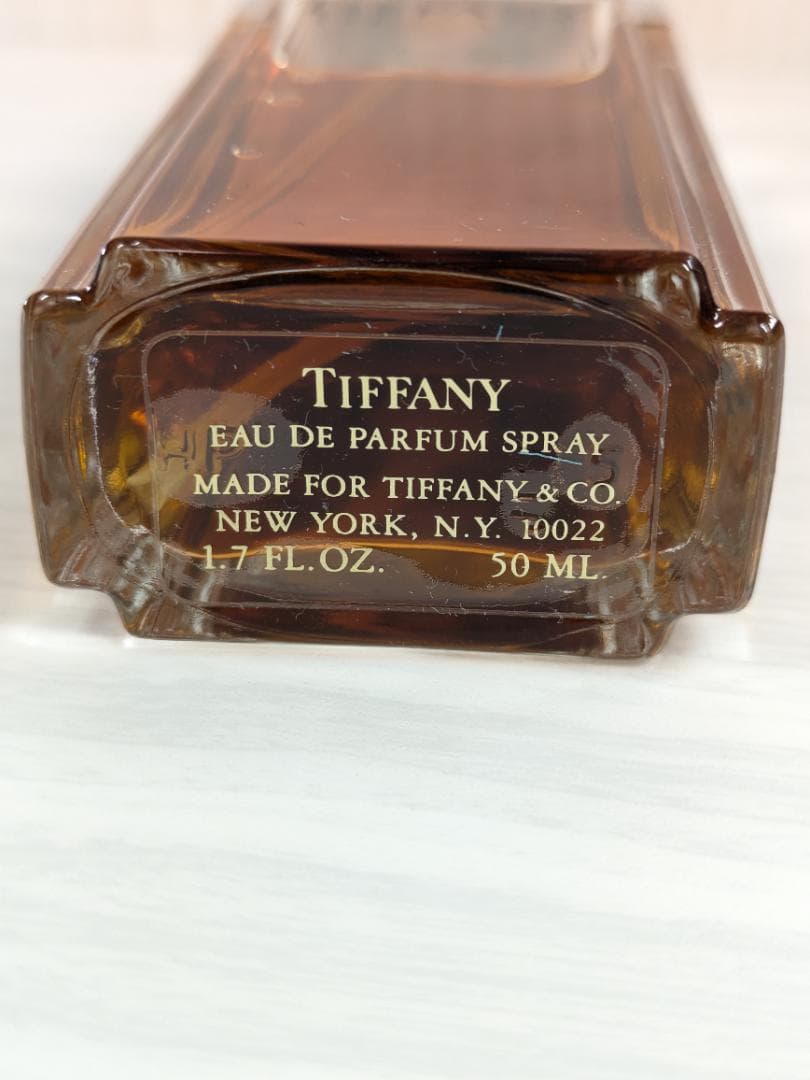 TIFFANY
EAU DE PARFUM SPRAY
MADE FOR TIFFANY & CO.
NEW YORK, N.Y. 10022
1.7 FL.OZ. 50 ML.